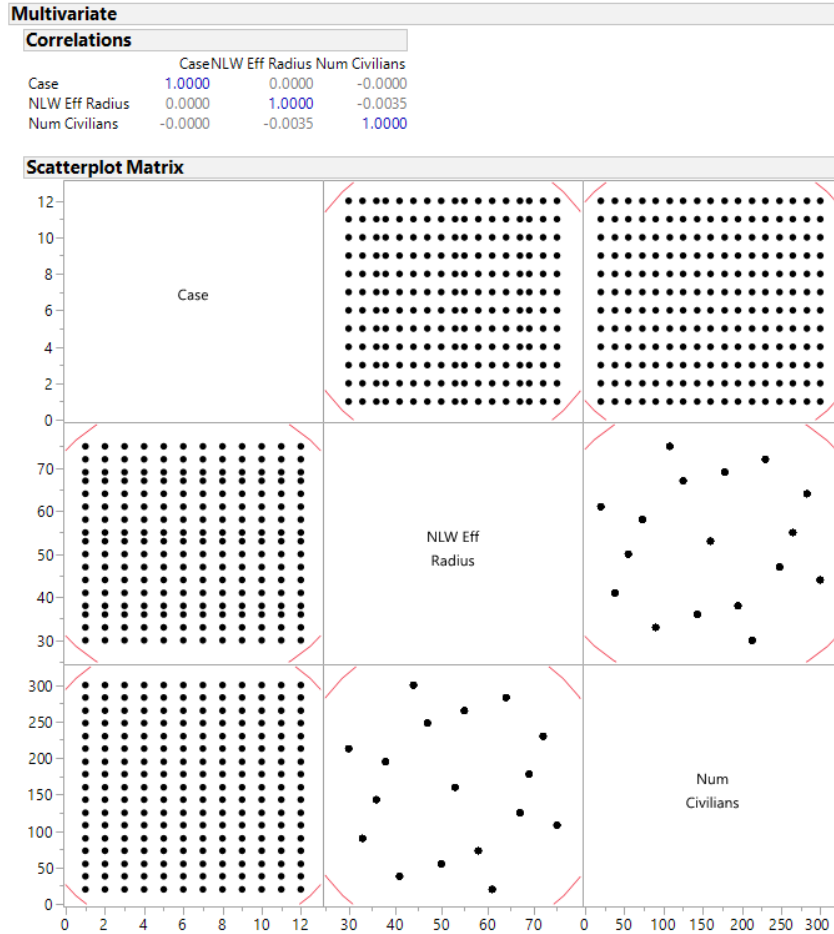 Multivariate
Correlations
Case NLW Eff Radius Num Civilians
Case 1.0000 0.0000 -0.0000
NLW Eff Radius 0.0000 1.0000 -0.0035
Num Civilians -0.0000 -0.0035 1.0000
Scatterplot Matrix
12
10
8
6
4
2
0
Case
70
60
50
40
30
NLW Eff
Radius
300
250
200
150
100
50
0
Num
Civilians
0 2 4 6 8 10 12 30 40 50 60 70 0 50 100 150 200 250 300